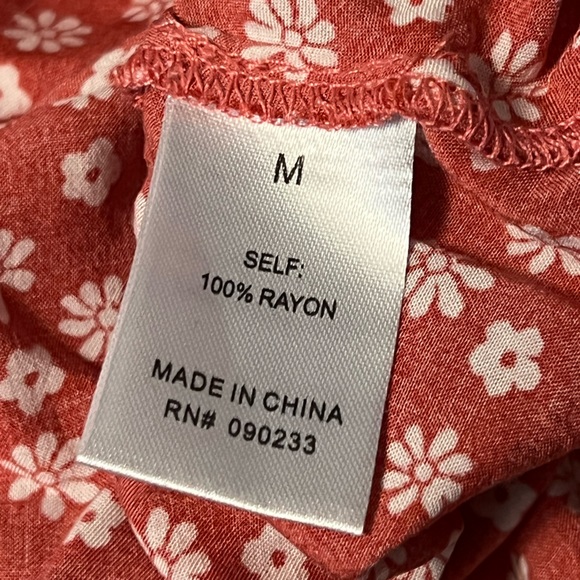 M
SELF:
100% RAYON
MADE IN CHINA
RN# 090233